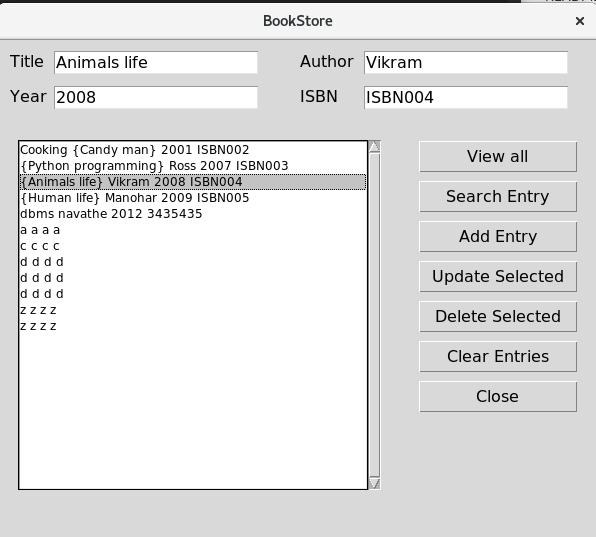 BookStore ×
Title Animals life Author Vikram
Year 2008 ISBN ISBN004
Cooking {Candy man} 2001 ISBN002
{Python programming} Ross 2007 ISBN003
{Animals life} Vikram 2008 ISBN004
{Human life} Manohar 2009 ISBN005
dbms navathe 2012 3435435
a a a a
c c c c
d d d d
d d d d
d d d d
z z z z
z z z z
View all
Search Entry
Add Entry
Update Selected
Delete Selected
Clear Entries
Close